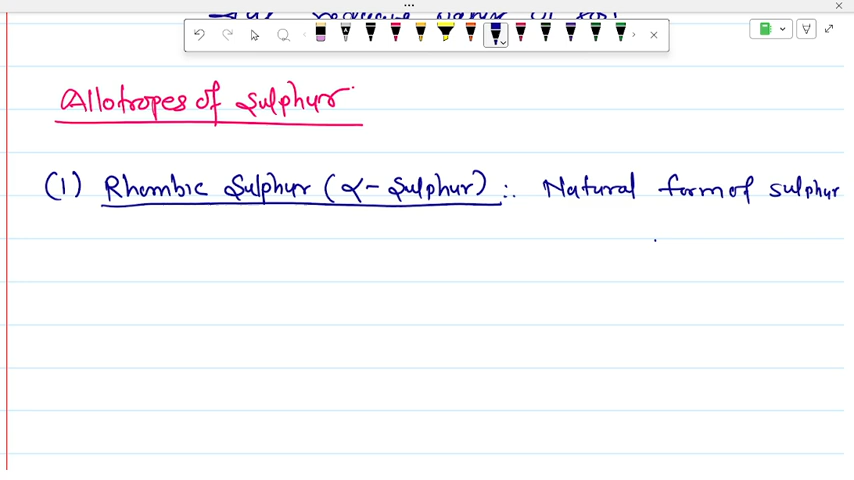 Allotropes of Sulphur
(1) Rhombic Sulphur (α- Sulphur) :. Natural form of sulphur